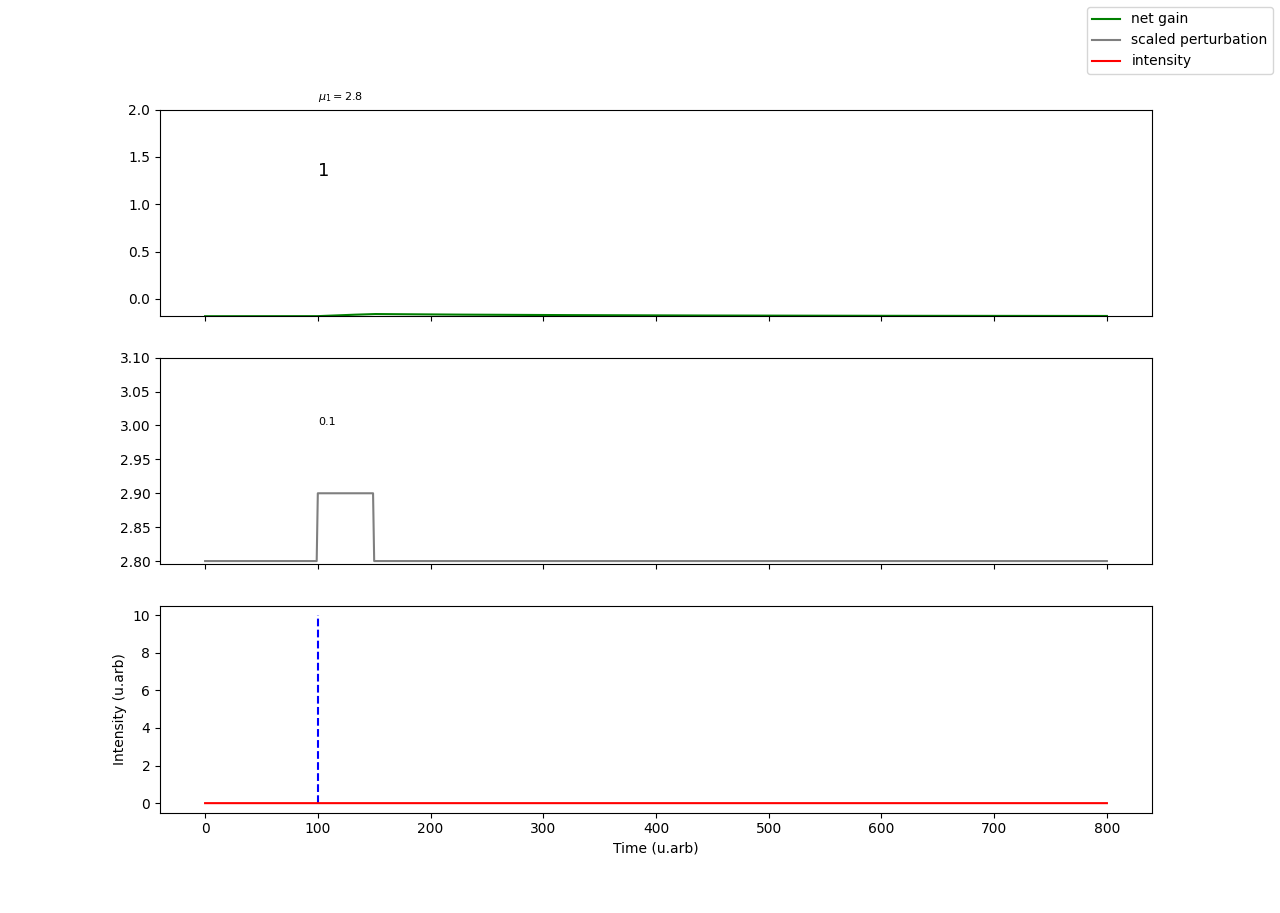 net gain
scaled perturbation
intensity
μ₁ = 2.8
2.0
1.5
1.0
0.5
0.0
1
3.10
3.05
3.00
2.95
2.90
2.85
2.80
0.1
10
8
6
4
2
0
Intensity (u.arb)
0 100 200 300 400 500 600 700 800
Time (u.arb)